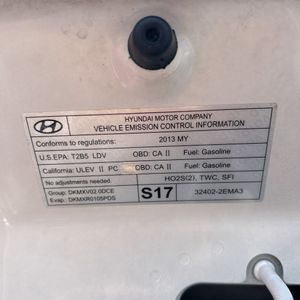 HYUNDAI MOTOR COMPANY
VEHICLE EMISSION CONTROL INFORMATION
Conforms to regulations: 2013 MY
U.S.EPA: T2B5 LDV OBD: CA II Fuel: Gasoline
California: ULEV II PC OBD: CA II Fuel: Gasoline
No adjustments needed. HO2S(2), TWC, SFI
Group: DKMXV02.0DCE S17 32402-2EMA3
Evap: DKMXR0105PDS